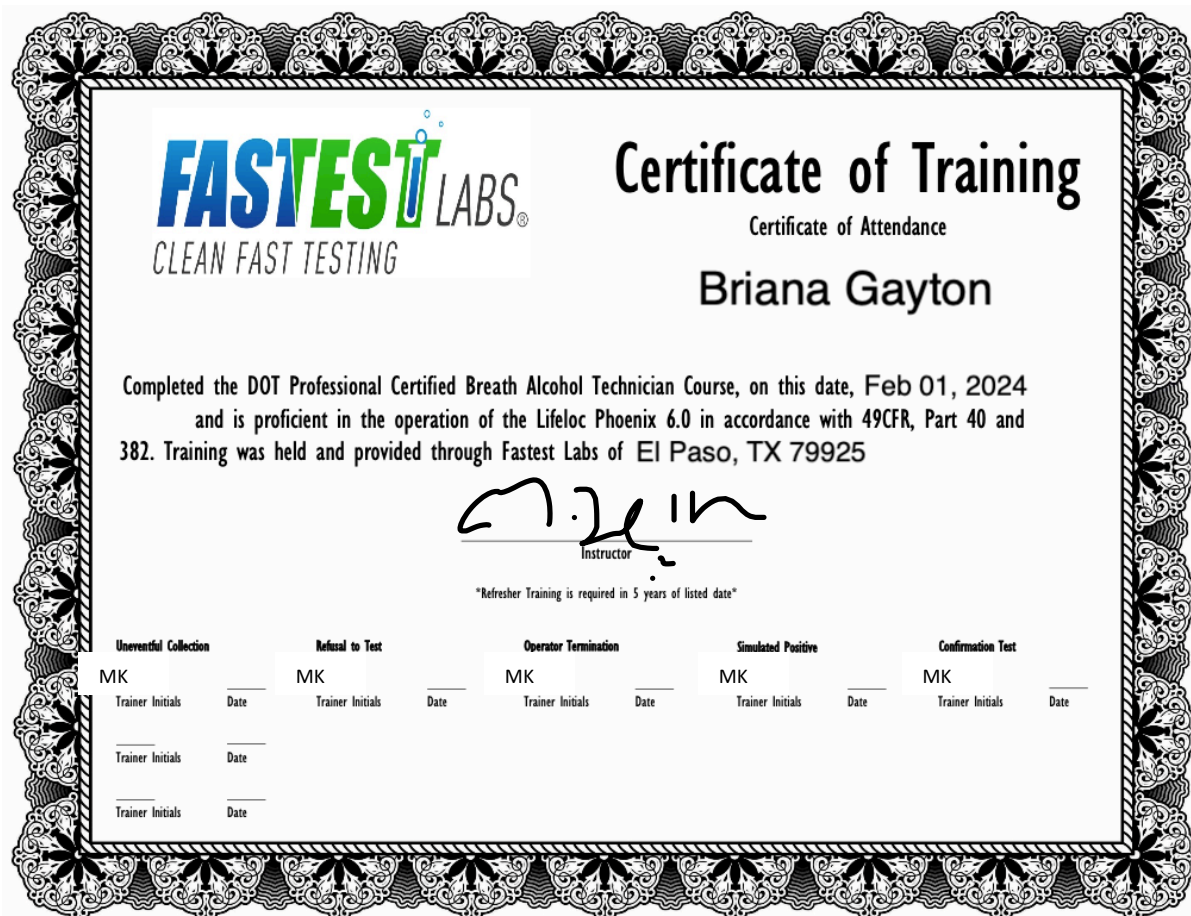 FASTEST LABS®
CLEAN FAST TESTING
Certificate of Training
Certificate of Attendance
Briana Gayton
Completed the DOT Professional Certified Breath Alcohol Technician Course, on this date, Feb 01, 2024
and is proficient in the operation of the Lifeloc Phoenix 6.0 in accordance with 49CFR, Part 40 and
382. Training was held and provided through Fastest Labs of El Paso, TX 79925
Instructor
*Refresher Training is required in 5 years of listed date*
Uneventful Collection Refusal to Test Operator Termination Simulated Positive Confirmation Test
MK MK MK MK MK
Trainer Initials Date Trainer Initials Date Trainer Initials Date Trainer Initials Date Trainer Initials Date
Trainer Initials Date
Trainer Initials Date